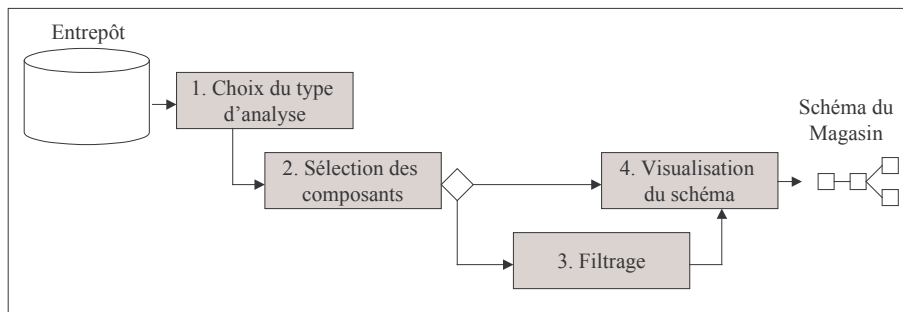 Entrepôt
1. Choix du type
d’analyse
2. Sélection des
composants
3. Filtrage
4. Visualisation
du schéma
Schéma du
Magasin